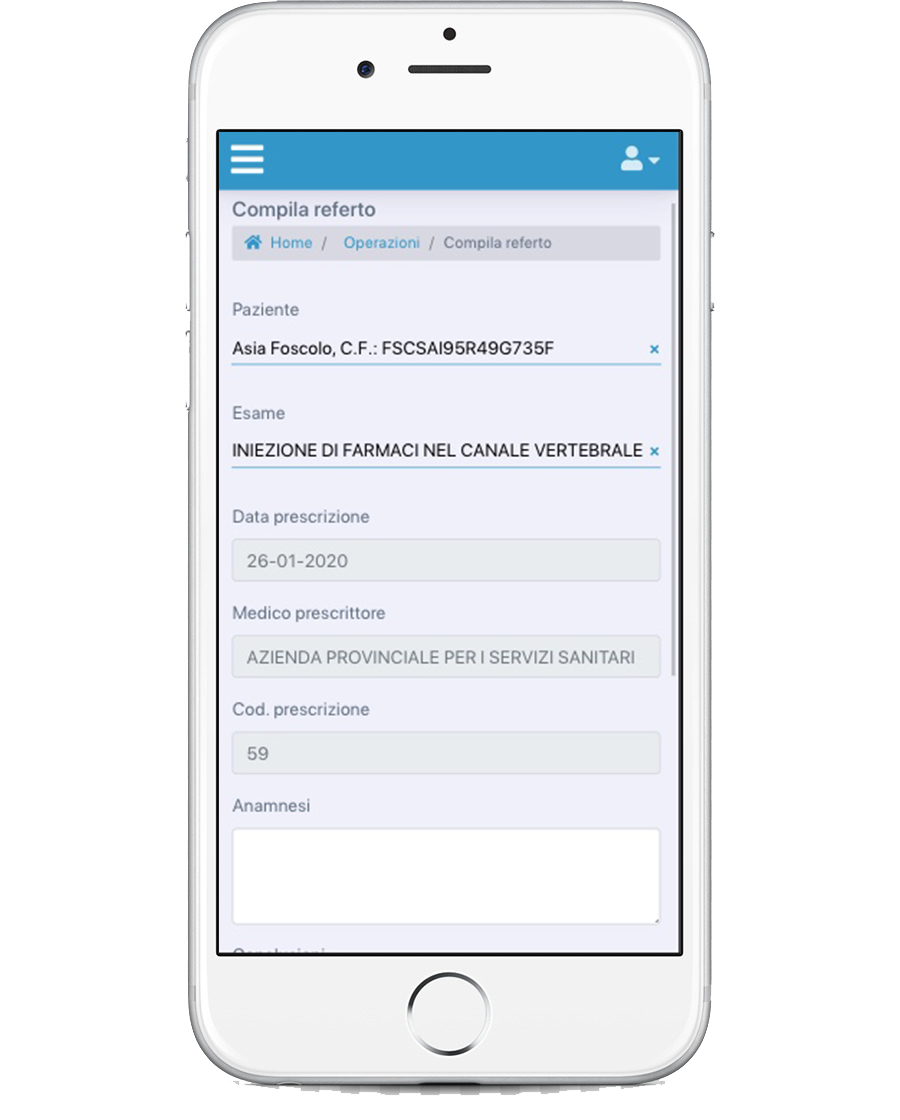 Compila referto
Home / Operazioni / Compila referto
Paziente
Asia Foscolo, C.F.: FSCSAI95R49G735F
Esame
INIEZIONE DI FARMACI NEL CANALE VERTEBRALE
Data prescrizione
26-01-2020
Medico prescrittore
AZIENDA PROVINCIALE PER I SERVIZI SANITARI
Cod. prescrizione
59
Anamnesi